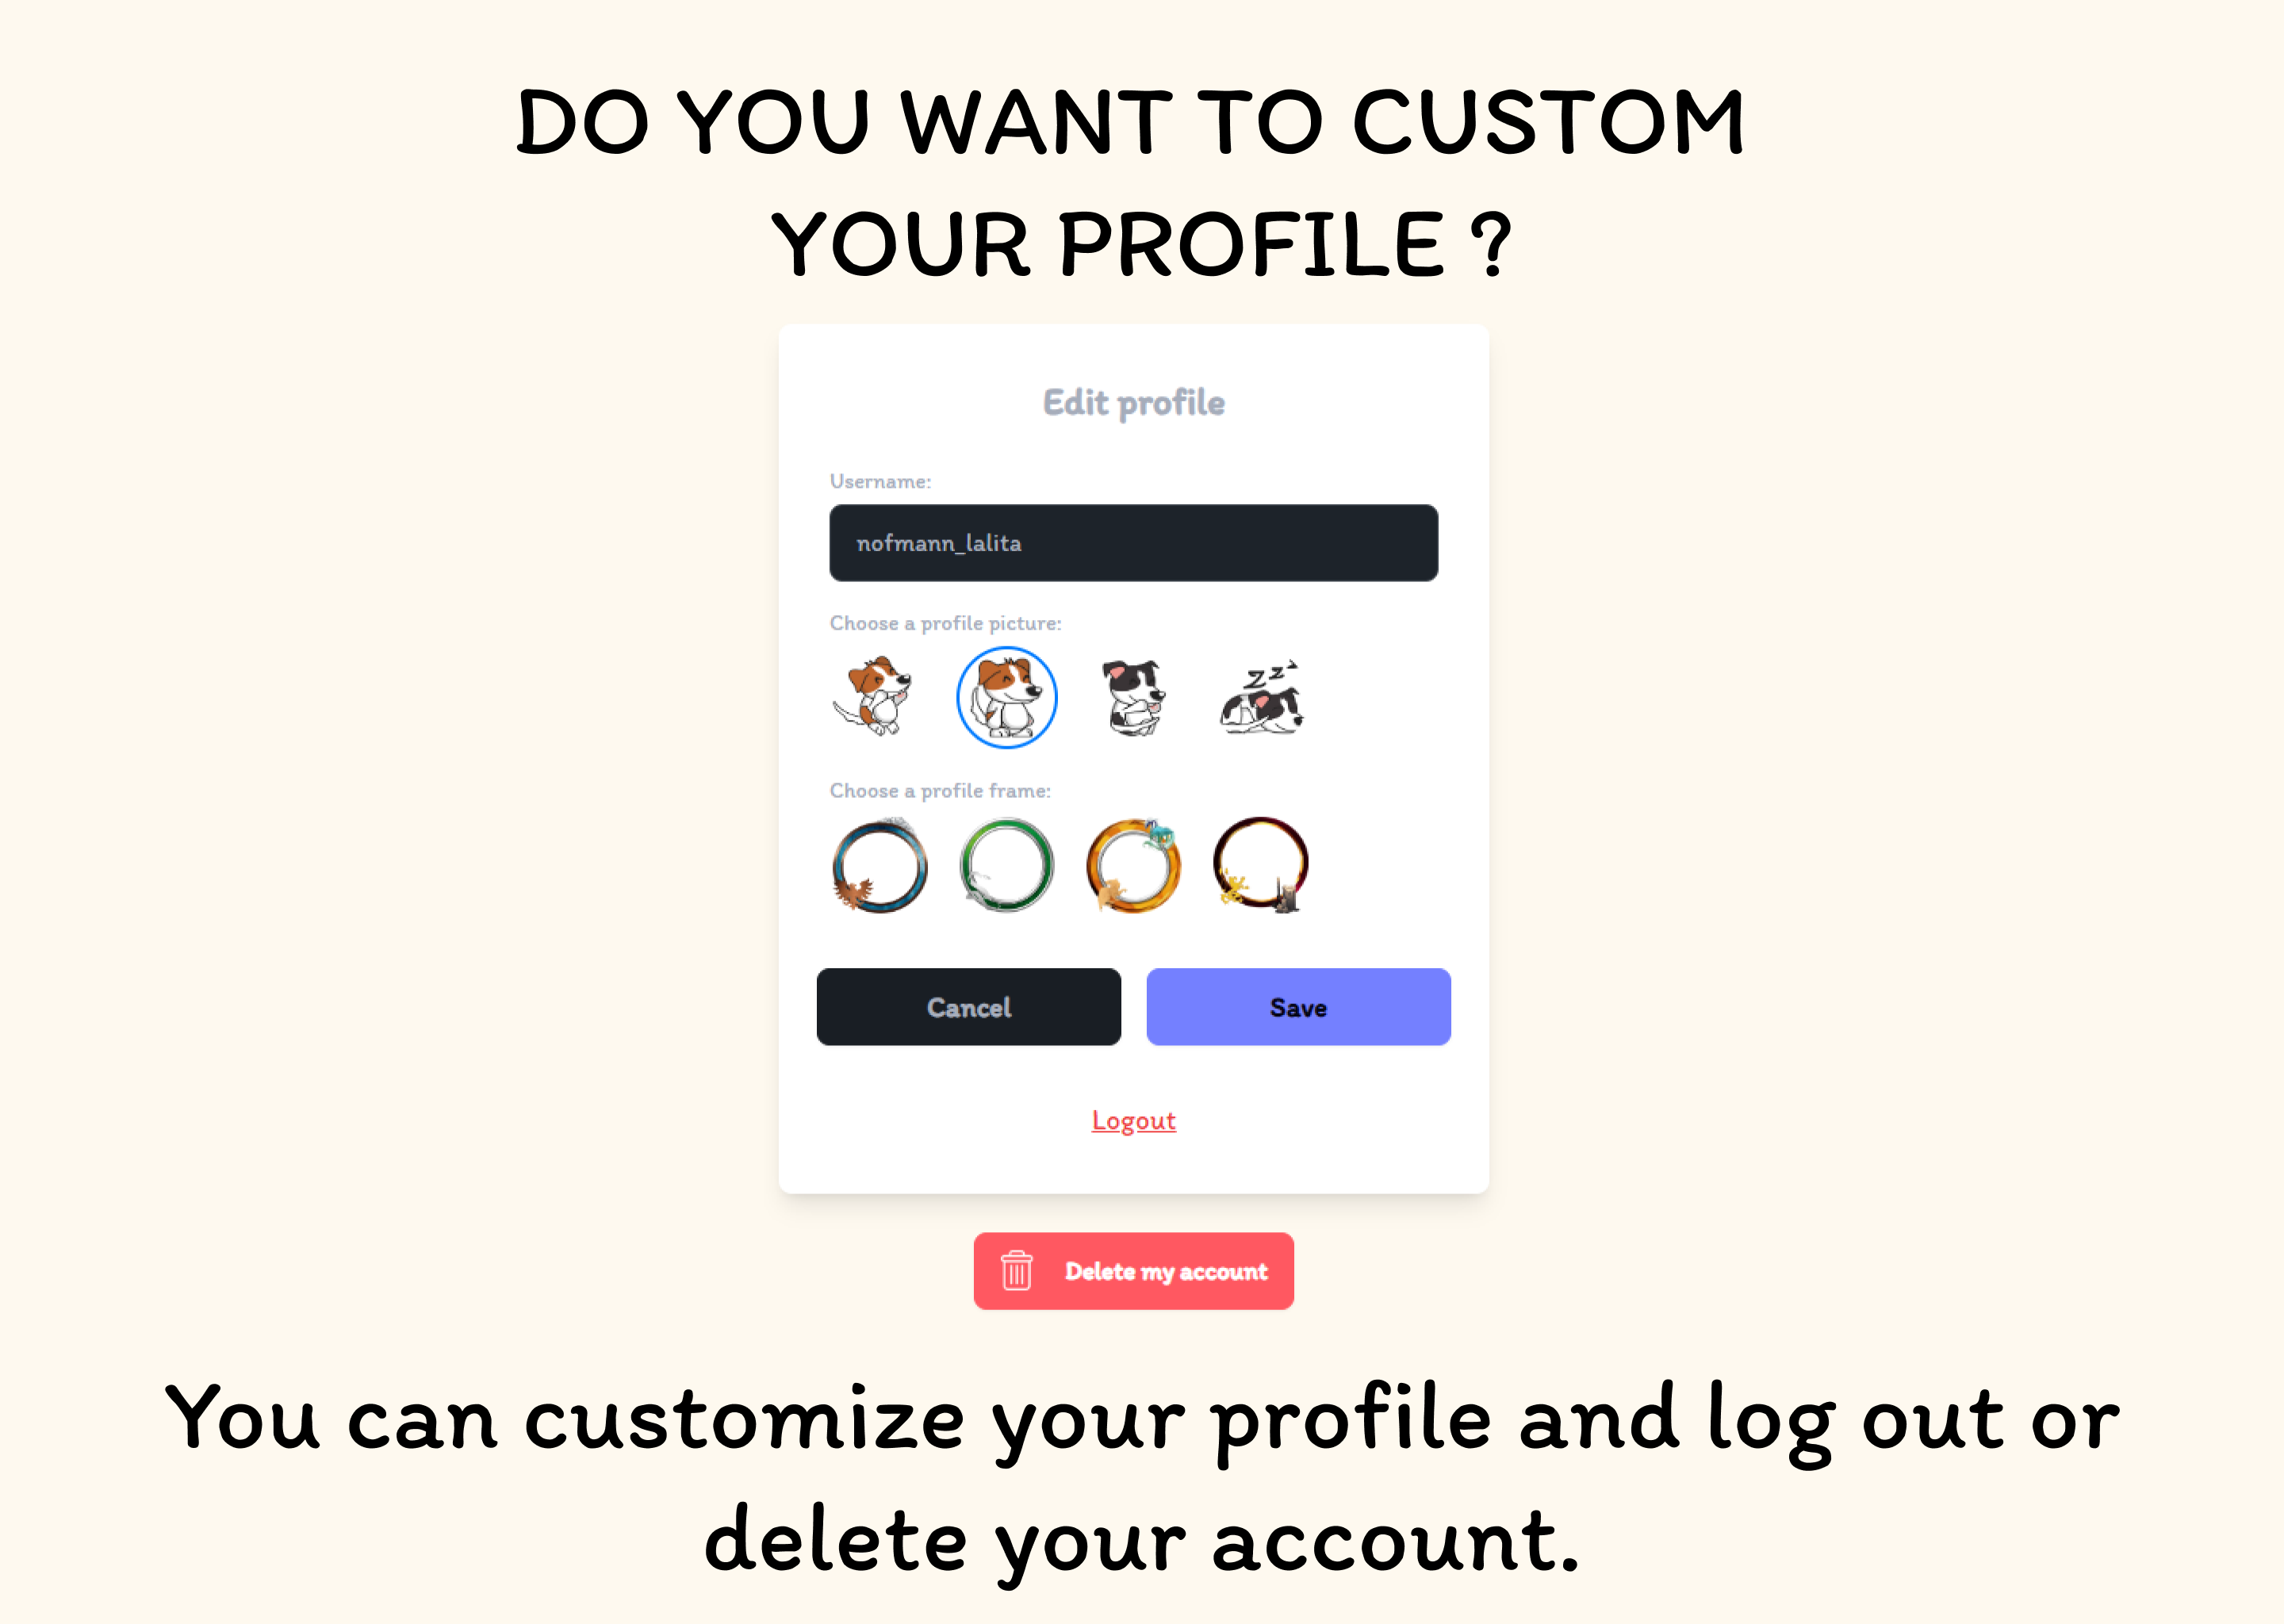 DO YOU WANT TO CUSTOM
YOUR PROFILE ?
Edit profile
Username:
nofmann_lalita
Choose a profile picture:
z z z
Choose a profile frame:
Cancel
Save
Logout
Delete my account
You can customize your profile and log out or
delete your account.